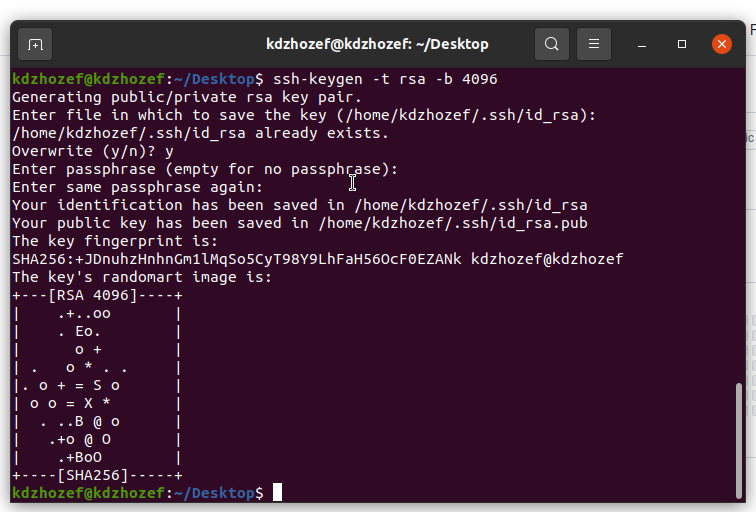 kdzhozef@kdzhozef: ~/Desktop
kdzhozef@kdzhozef:~/Desktop$ ssh-keygen -t rsa -b 4096
Generating public/private rsa key pair.
Enter file in which to save the key (/home/kdzhozef/.ssh/id_rsa):
/home/kdzhozef/.ssh/id_rsa already exists.
Overwrite (y/n)? y
Enter passphrase (empty for no passphrase):
Enter same passphrase again:
Your identification has been saved in /home/kdzhozef/.ssh/id_rsa
Your public key has been saved in /home/kdzhozef/.ssh/id_rsa.pub
The key fingerprint is:
SHA256:+JDnuhzHnhnGm1lMqSo5CyT98Y9LhFaH56OcF0EZANk kdzhozef@kdzhozef
The key's randomart image is:
+---[RSA 4096]----+
|     .+..oo      |
|     . Eo.       |
|      o +        |
| .   o * . .     |
|. o + = S o      |
| o o = X *       |
|  . ..B @ o      |
|   .+o @ O       |
|    .+BoO        |
+----[SHA256]-----+
kdzhozef@kdzhozef:~/Desktop$